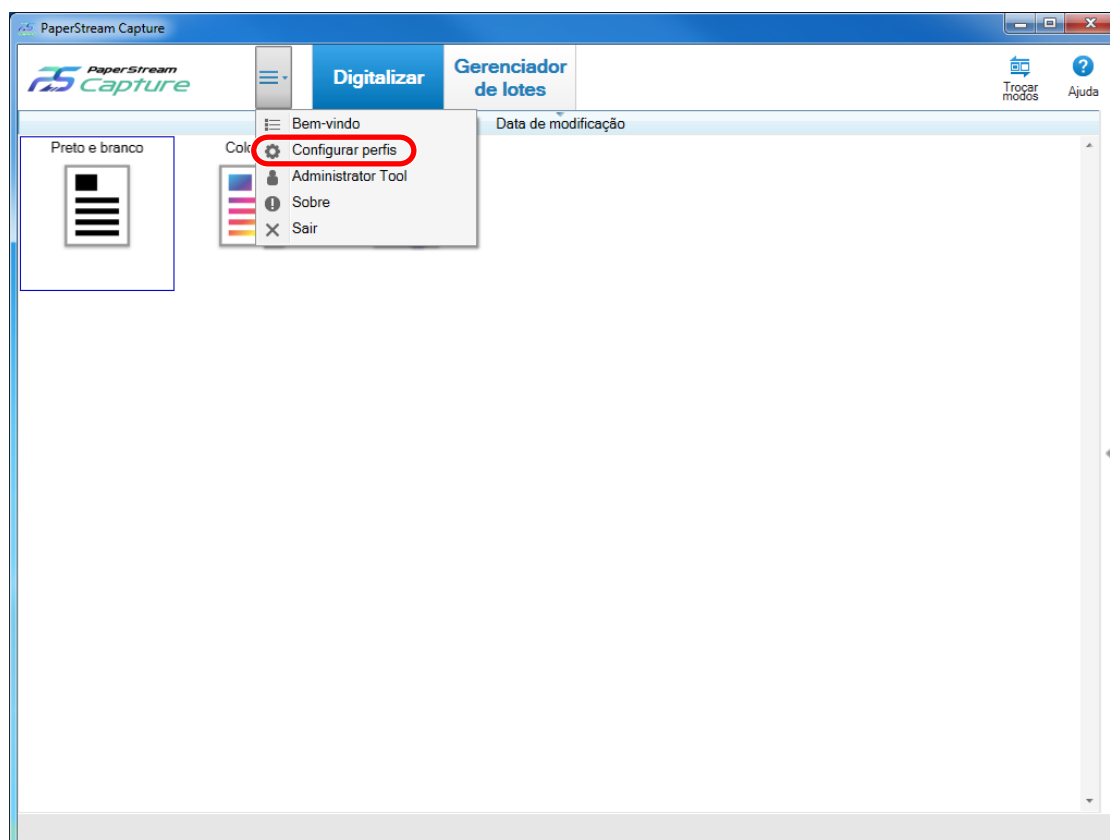 PaperStream Capture
PaperStream
Capture
Digitalizar
Gerenciador
de lotes
Trocar
modos
Ajuda
Data de modificação
Bem-vindo
Configurar perfis
Administrator Tool
Sobre
Sair
Preto e branco